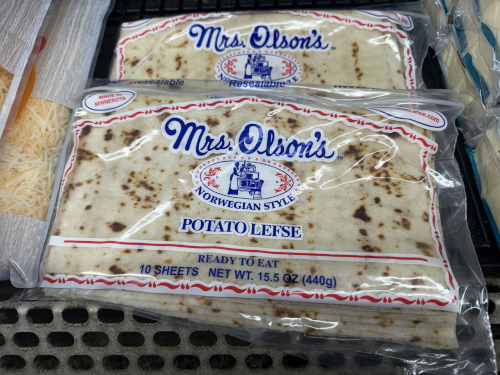 Mrs. Olson's
Resealable
MADE IN
MINNESOTA
Mrs. Olson's™
NORWEGIAN STYLE
POTATO LEFSE
READY TO EAT
10 SHEETS NET WT. 15.5 OZ (440g)